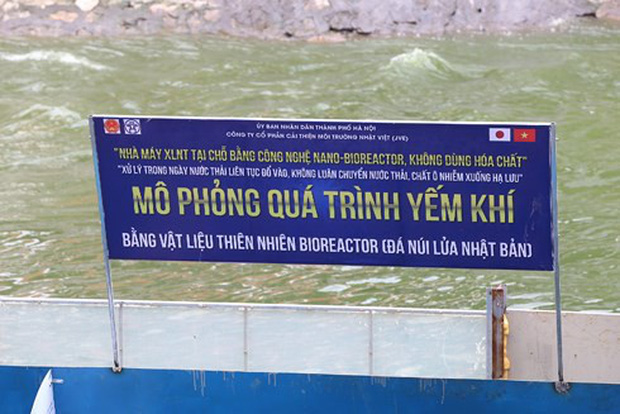 ỦY BAN NHÂN DÂN THÀNH PHỐ HÀ NỘI
CÔNG TY CỔ PHẦN CẢI THIỆN MÔI TRƯỜNG NHẬT VIỆT (JVE)
"NHÀ MÁY XLNT TẠI CHỖ BẰNG CÔNG NGHỆ NANO-BIOREACTOR, KHÔNG DÙNG HÓA CHẤT"
"XỬ LÝ TRONG NGÀY NƯỚC THẢI LIÊN TỤC ĐỔ VÀO, KHÔNG LUÂN CHUYỂN NƯỚC THẢI, CHẤT Ô NHIỄM XUỐNG HẠ LƯU"
MÔ PHỎNG QUÁ TRÌNH YẾM KHÍ
BẰNG VẬT LIỆU THIÊN NHIÊN BIOREACTOR (ĐÁ NÚI LỬA NHẬT BẢN)